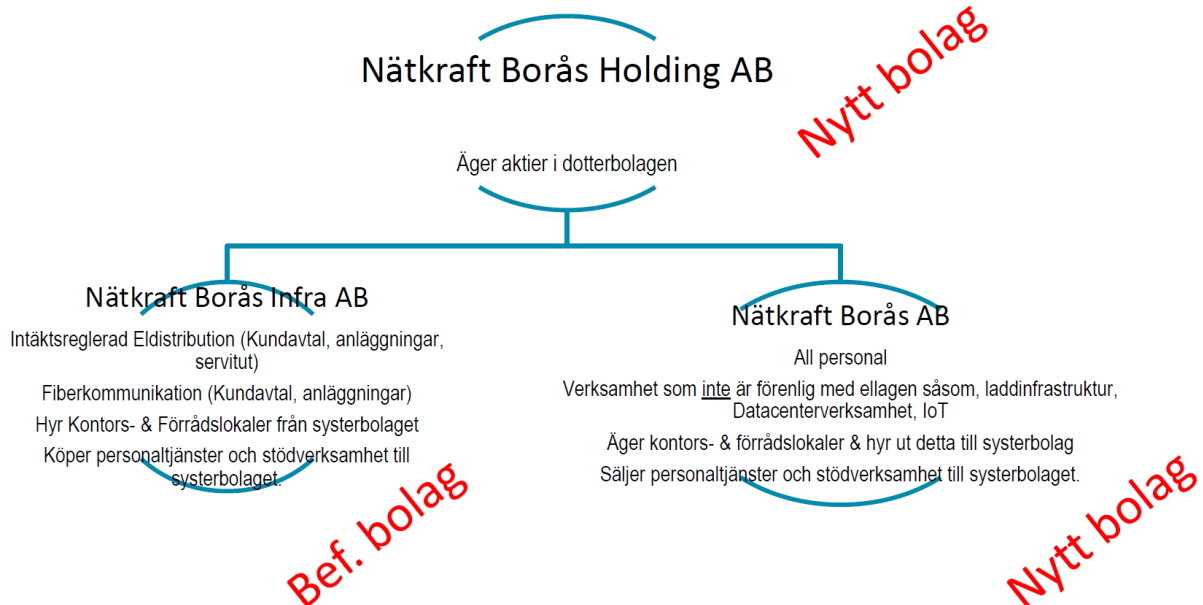 Nätkraft Borås Holding AB
Nytt bolag
Äger aktier i dotterbolagen
Nätkraft Borås Infra AB
Intäktsreglerad Eldistribution (Kundavtal, anläggningar,
servitut)
Fiberkommunikation (Kundavtal, anläggningar)
Hyr Kontors- & Förrådslokaler från systerbolaget
Köper personaltjänster och stödverksamhet till
systerbolaget.
Bef. bolag
Nätkraft Borås AB
All personal
Verksamhet som inte är förenlig med ellagen såsom, laddinfrastruktur,
Datacenterverksamhet, IoT
Äger kontors- & förrådslokaler & hyr ut detta till systerbolag
Säljer personaltjänster och stödverksamhet till systerbolaget.
Nytt bolag